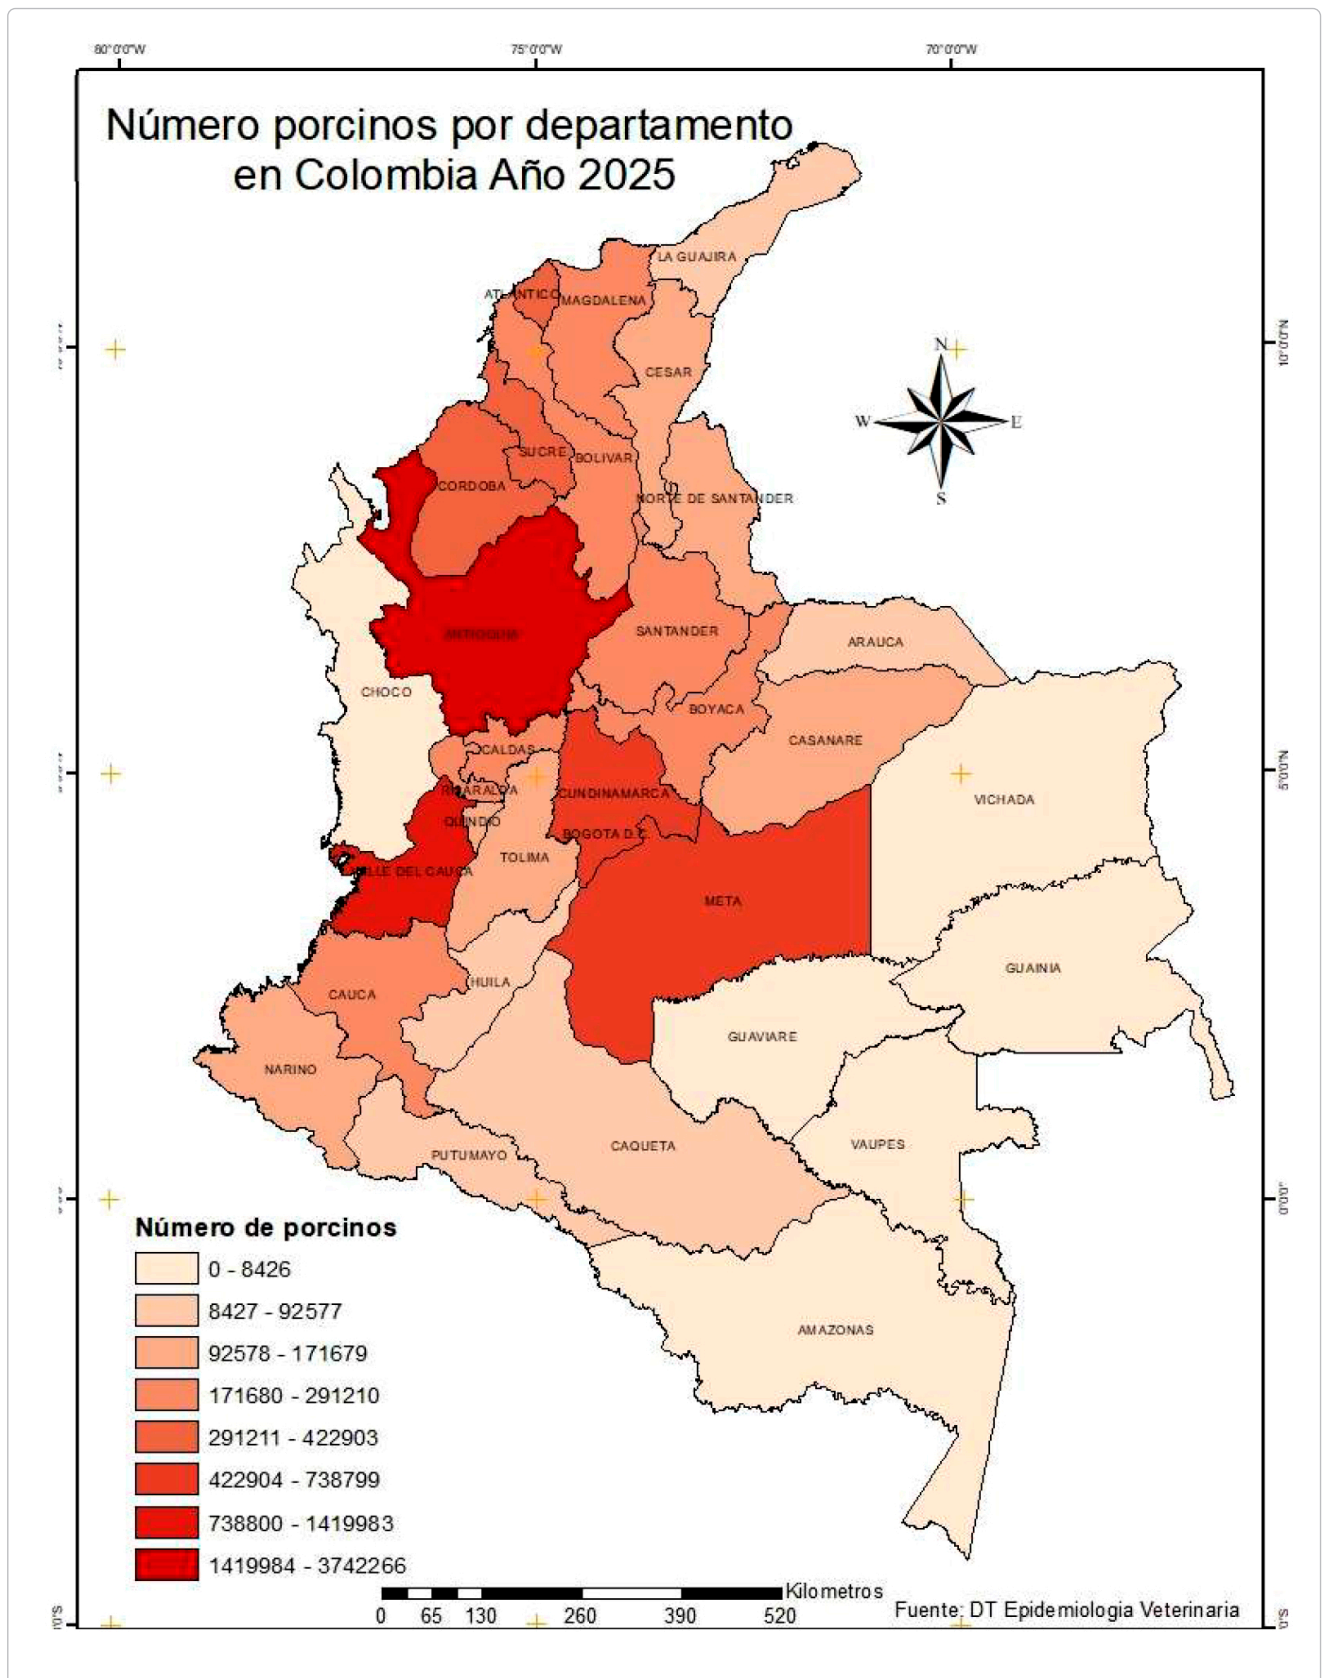 80°0'0"W 75°0'0"W 70°0'0"W
Número porcinos por departamento
en Colombia Año 2025
LA GUAJIRA
ATLANTICO
MAGDALENA
10°0'0"N
N
CESAR
W
E
SUCRE
BOLIVAR
CORDOBA
NORTE DE SANTANDER
S
SANTANDER
ANTIOQUIA
ARAUCA
CHOCO
BOYACA
CASANARE
CALDAS
5°0'0"N
RISARALDA
CUNDINAMARCA
VICHADA
QUINDIO
BOGOTA D.C.
TOLIMA
VALLE DEL CAUCA
META
GUAINIA
HUILA
CAUCA
GUAVIARE
NARINO
CAQUETA
VAUPES
PUTUMAYO
0°0'0"
Número de porcinos
0 - 8426
8427 - 92577
92578 - 171679
171680 - 291210
291211 - 422903
422904 - 738799
738800 - 1419983
1419984 - 3742266
AMAZONAS
Kilometros
0 65 130 260 390 520
Fuente: DT Epidemiologia Veterinaria